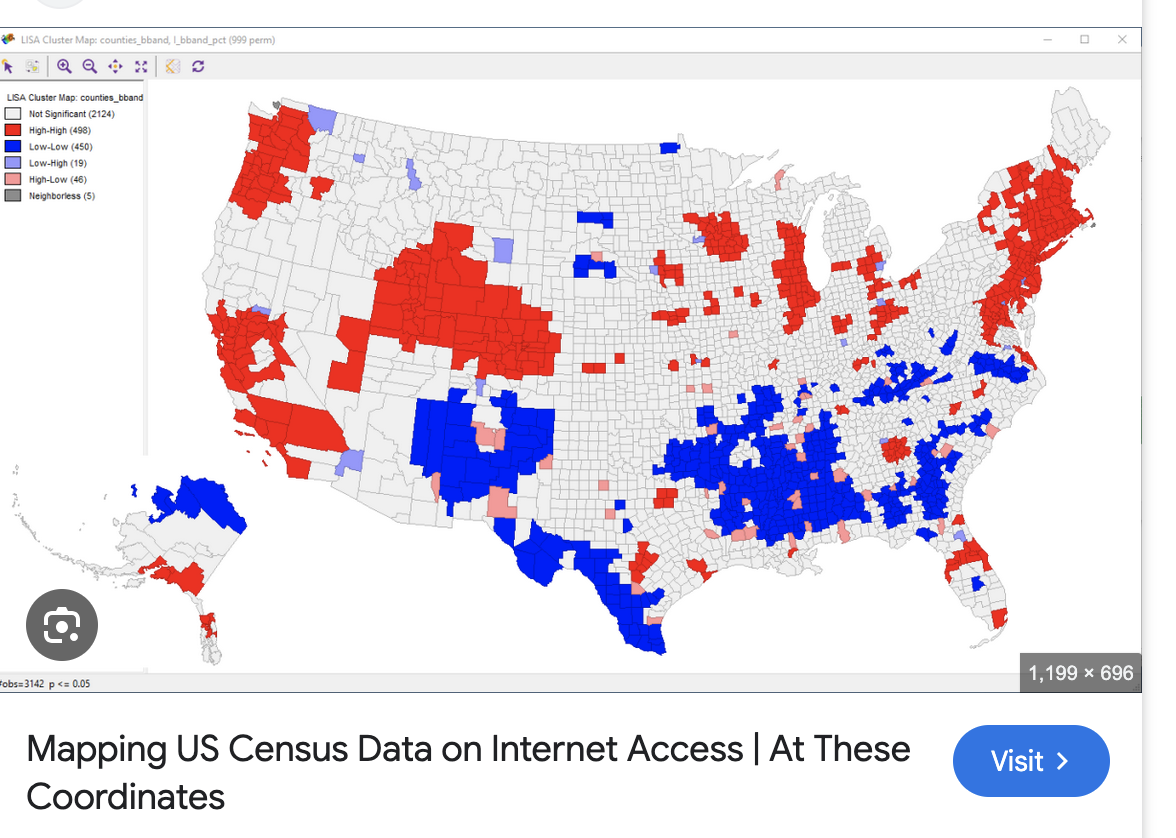 LISA Cluster Map: counties_bband, I_bband_pct (999 perm)
LISA Cluster Map: counties_bband
Not Significant (2124)
High-High (498)
Low-Low (450)
Low-High (19)
High-Low (46)
Neighborless (5)
#obs=3142 p <= 0.05
1,199 × 696
Mapping US Census Data on Internet Access | At These
Coordinates
Visit